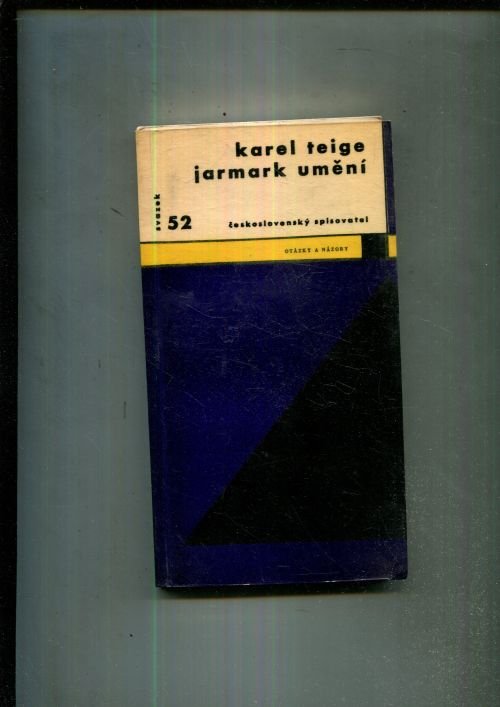 karel teige
jarmark umění
svazek
52
československý spisovatel
OTÁZKY A NÁZORY